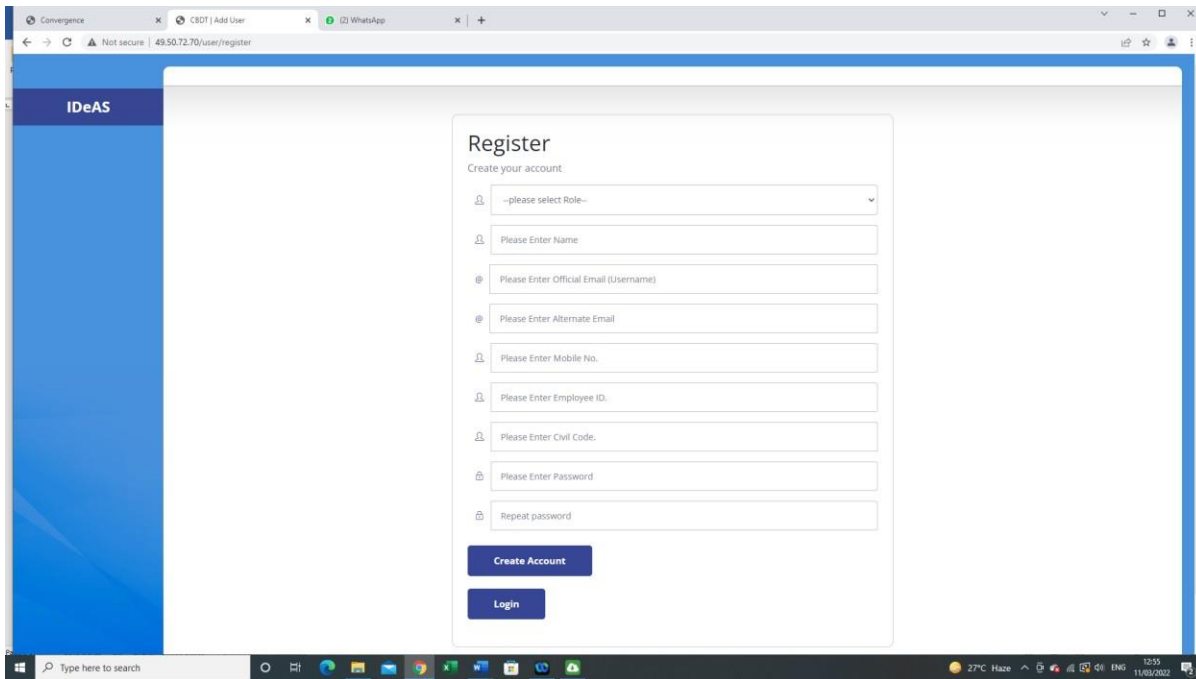 Convergence
CBDT | Add User
(2) WhatsApp
Not secure | 49.50.72.70/user/register
IDeAS
Register
Create your account
--please select Role--
Please Enter Name
@ Please Enter Official Email (Username)
@ Please Enter Alternate Email
Please Enter Mobile No.
Please Enter Employee ID.
Please Enter Civil Code.
Please Enter Password
Repeat password
Create Account
Login
Type here to search
27°C Haze
ENG
12:55
11/03/2022